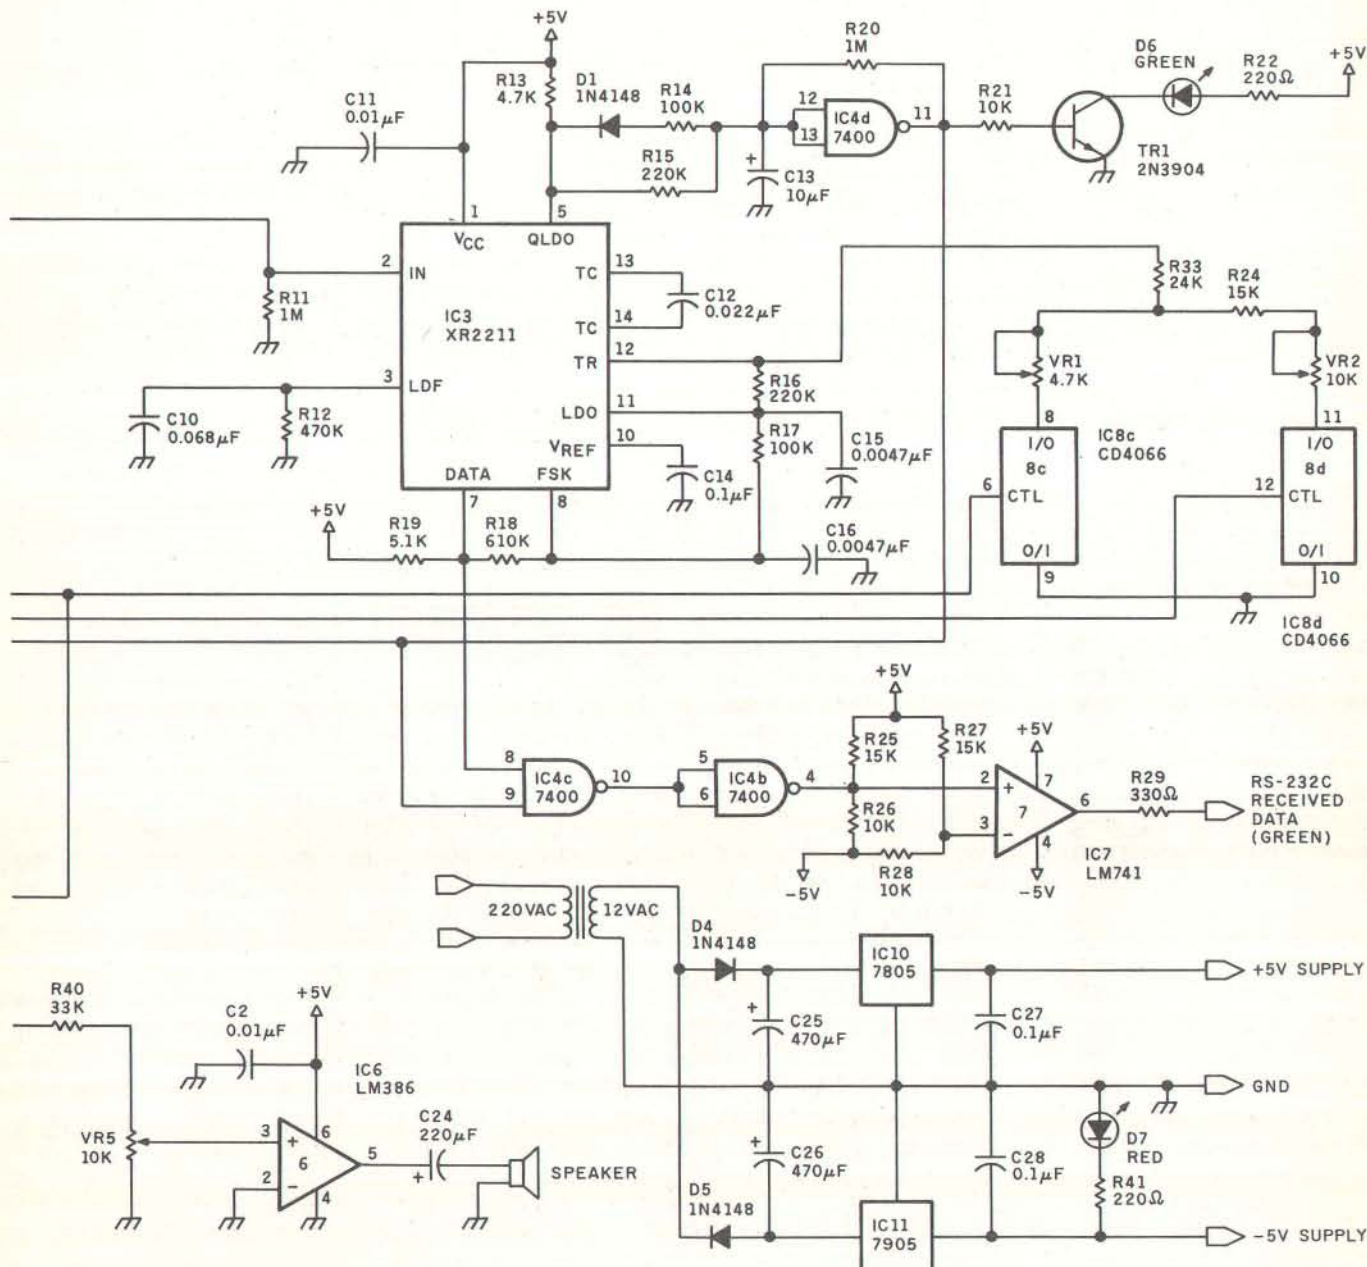 +5V
R20
1M
D6
GREEN
R22
220Ω
+5V
R13
4.7K
D1
1N4148
R14
100K
C11
0.01µF
12
13
IC4d
7400
11
R21
10K
R15
220K
+
C13
10µF
TR1
2N3904
1
5
VCC
QLDO
2
IN
TC
13
R11
1M
IC3
XR2211
C12
0.022µF
TC
14
R33
24K
R24
15K
TR
12
3
LDF
R16
220K
VR1
4.7K
VR2
10K
C10
0.068µF
R12
470K
LDO
11
8
11
VREF
10
R17
100K
C15
0.0047µF
I/O
8c
IC8c
CD4066
I/O
8d
DATA
FSK
C14
0.1µF
6
CTL
12
CTL
7
8
+5V
R19
5.1K
R18
610K
C16
0.0047µF
O/I
O/I
9
10
IC8d
CD4066
+5V
R25
15K
R27
15K
+5V
8
9
IC4c
7400
10
5
6
IC4b
7400
4
2
+
7
7
6
R29
330Ω
RS-232C
RECEIVED
DATA
(GREEN)
R26
10K
3
−
4
IC7
LM741
-5V
R28
10K
-5V
220VAC
12VAC
D4
1N4148
IC10
7805
+5V SUPPLY
R40
33K
C2
0.01µF
+5V
+
C25
470µF
C27
0.1µF
IC6
LM386
GND
VR5
10K
3
+
6
6
5
C24
220µF
+
SPEAKER
+
C26
470µF
C28
0.1µF
D7
RED
2
−
4
D5
1N4148
IC11
7905
R41
220Ω
-5V SUPPLY